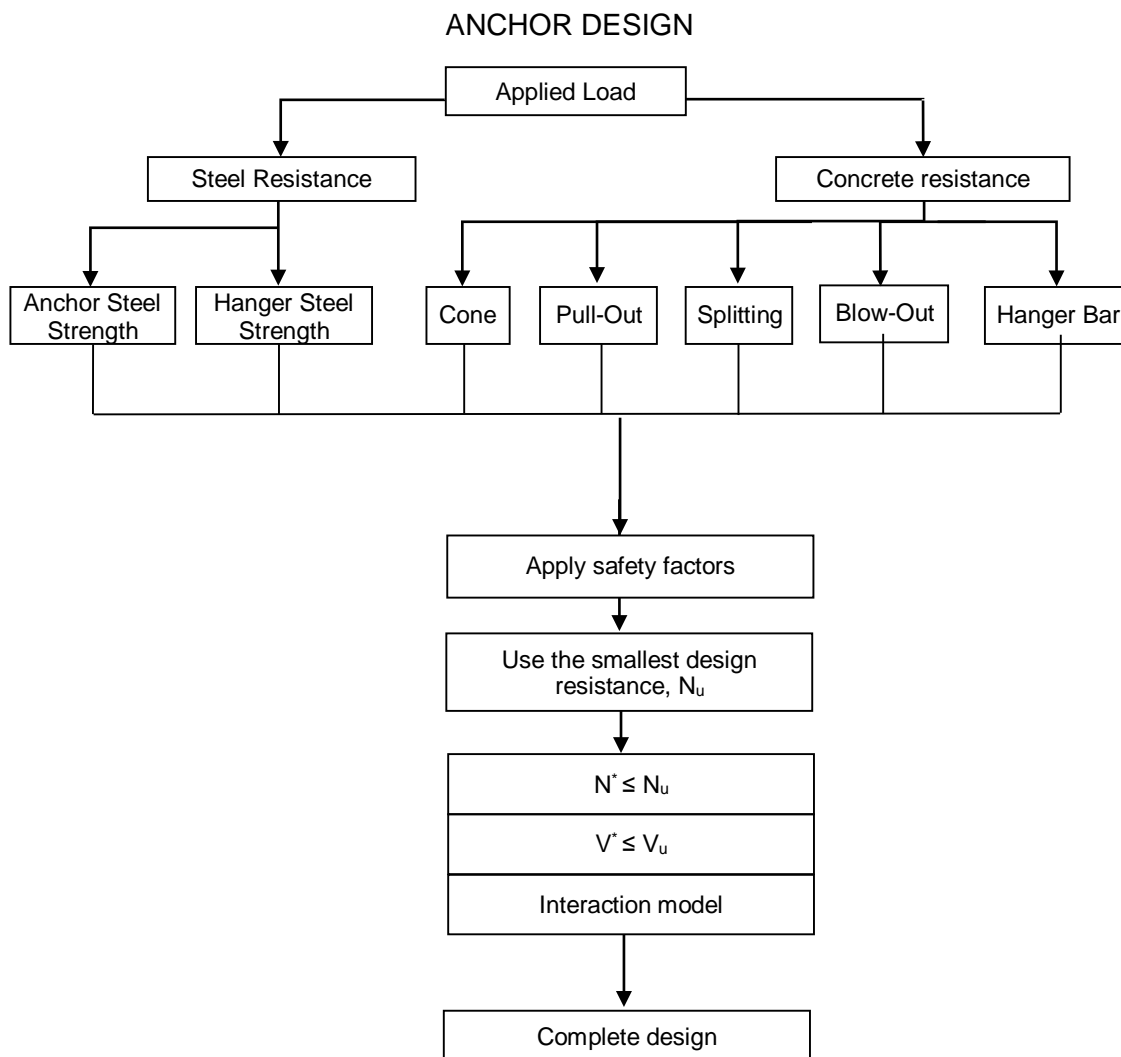 ANCHOR DESIGN
Applied Load
Steel Resistance
Concrete resistance
Anchor Steel
Strength
Hanger Steel
Strength
Cone
Pull-Out
Splitting
Blow-Out
Hanger Bar
Apply safety factors
Use the smallest design
resistance, Nu
N* ≤ Nu
V* ≤ Vu
Interaction model
Complete design